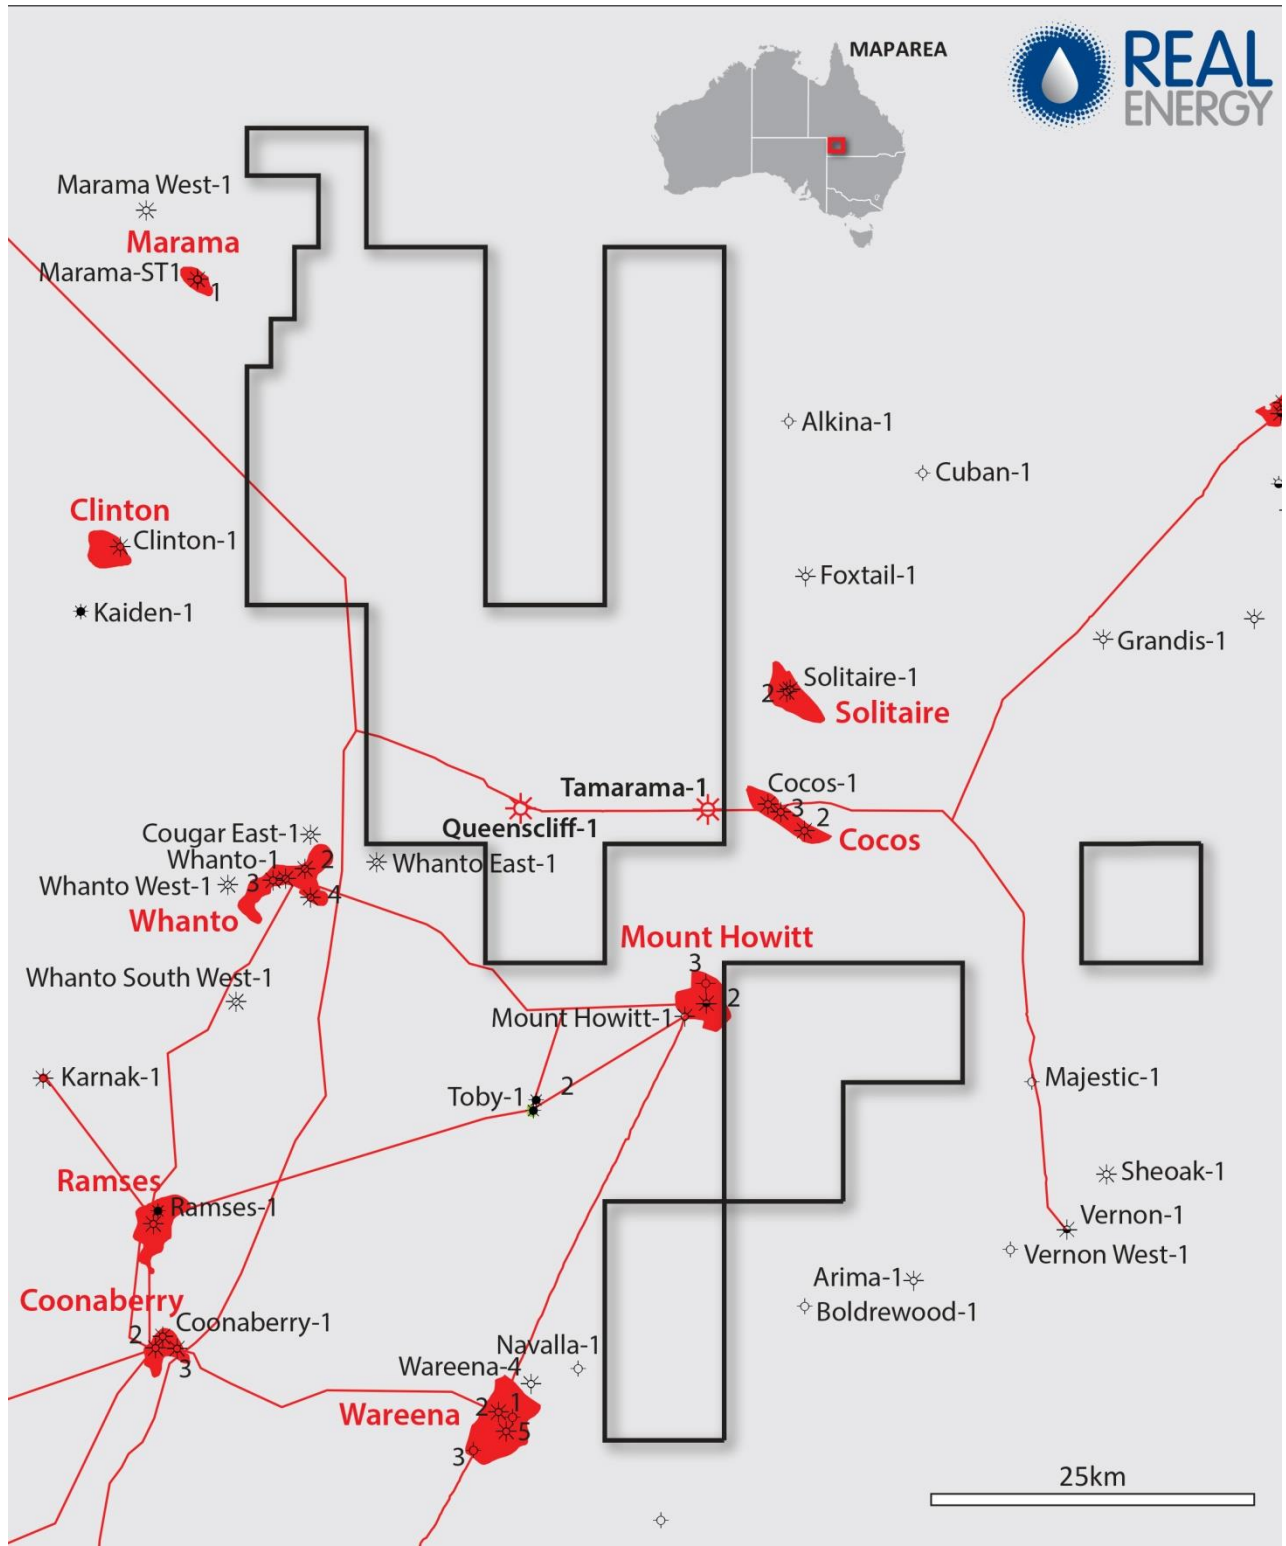 MAPAREA
REAL
ENERGY
Marama West-1
Marama
Marama-ST1
1
Alkina-1
Cuban-1
Clinton
Clinton-1
Foxtail-1
Kaiden-1
Grandis-1
Solitaire-1
2
Solitaire
Tamarama-1
Cocos-1
3
2
Queenscliff-1
Cocos
Cougar East-1
Whanto-1
2
Whanto East-1
Whanto West-1
3
4
Whanto
Mount Howitt
3
Whanto South West-1
2
Mount Howitt-1
Karnak-1
Toby-1
2
Majestic-1
Ramses
Ramses-1
Sheoak-1
Vernon-1
Vernon West-1
Arima-1
Boldrewood-1
Coonaberry
Coonaberry-1
2
3
Navalla-1
Wareena-4
2
1
Wareena
5
3
25km